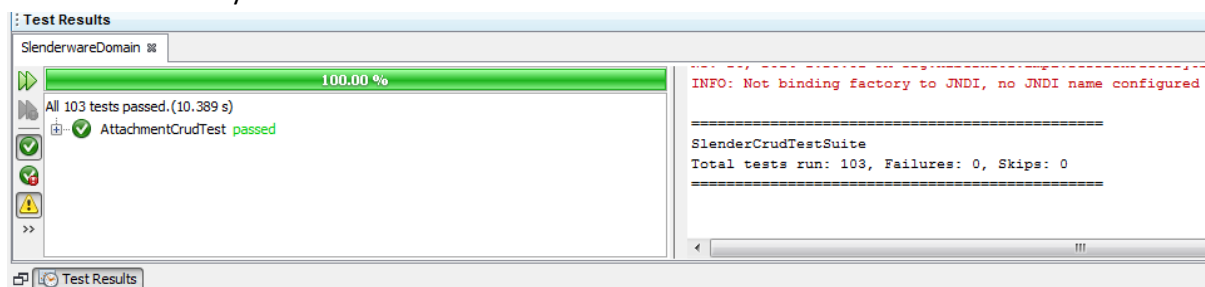 Test Results
SlenderwareDomain
100.00 %
All 103 tests passed.(10.389 s)
AttachmentCrudTest passed
INFO: Not binding factory to JNDI, no JNDI name configured
===============================================
SlenderCrudTestSuite
Total tests run: 103, Failures: 0, Skips: 0
===============================================
>>
Test Results